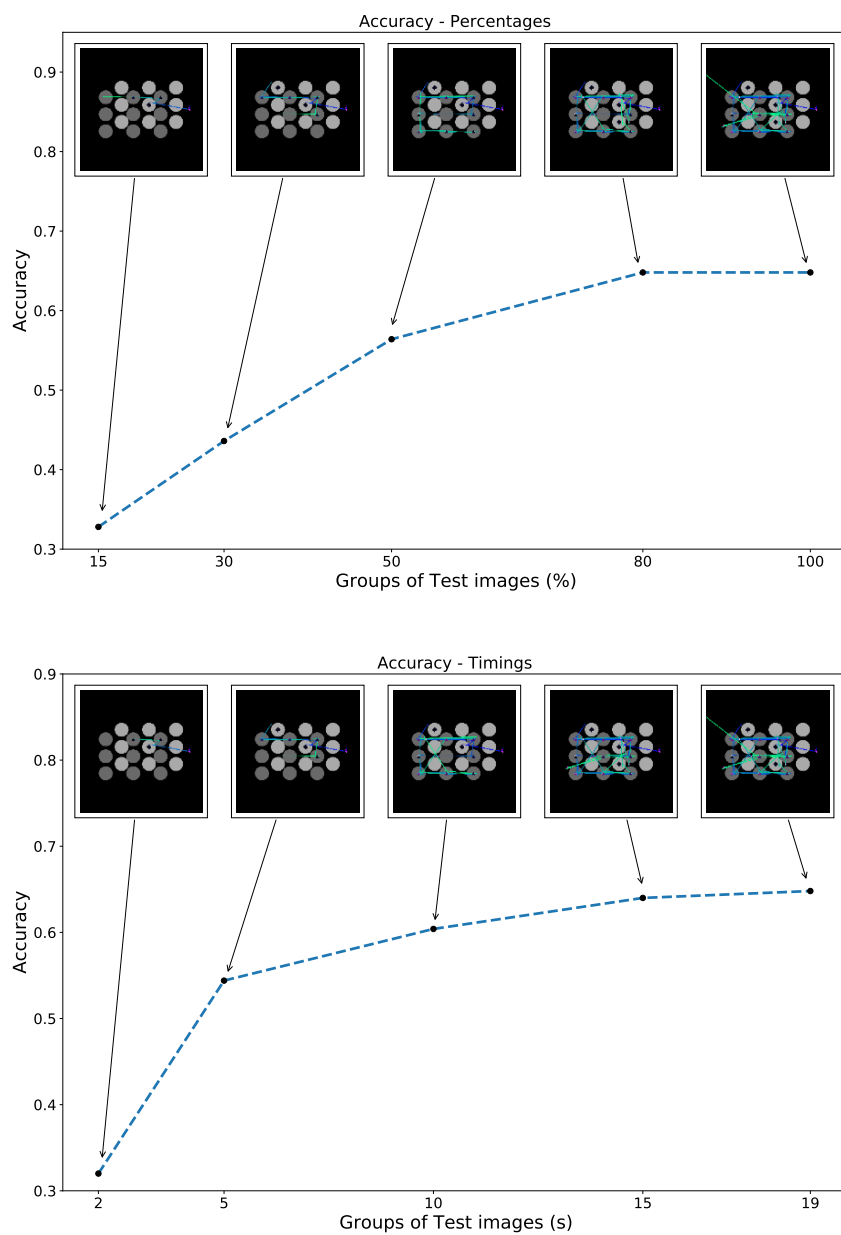 Accuracy - Percentages
0.9
0.8
0.7
0.6
0.5
0.4
0.3
Accuracy
15 30 50 80 100
Groups of Test images (%)
Accuracy - Timings
0.9
0.8
0.7
0.6
0.5
0.4
0.3
Accuracy
2 5 10 15 19
Groups of Test images (s)